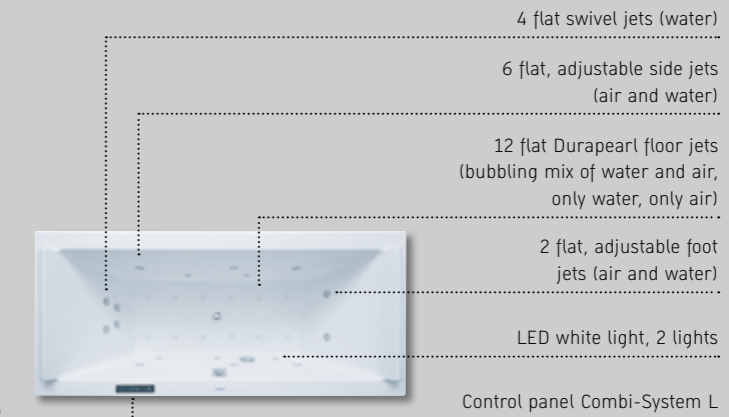 4 flat swivel jets (water)
6 flat, adjustable side jets
(air and water)
12 flat Durapearl floor jets
(bubbling mix of water and air,
only water, only air)
2 flat, adjustable foot
jets (air and water)
LED white light, 2 lights
Control panel Combi-System L